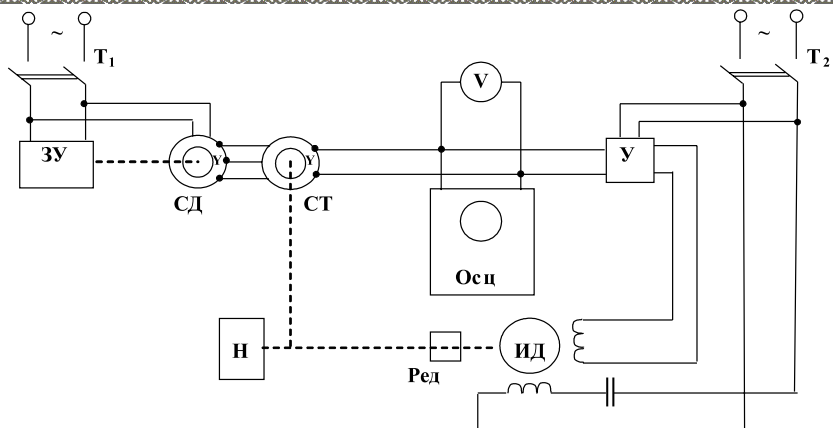 ~
T1
~
T2
V
ЗУ
Y
Y
У
СД
СТ
Осц
Н
ИД
Ред